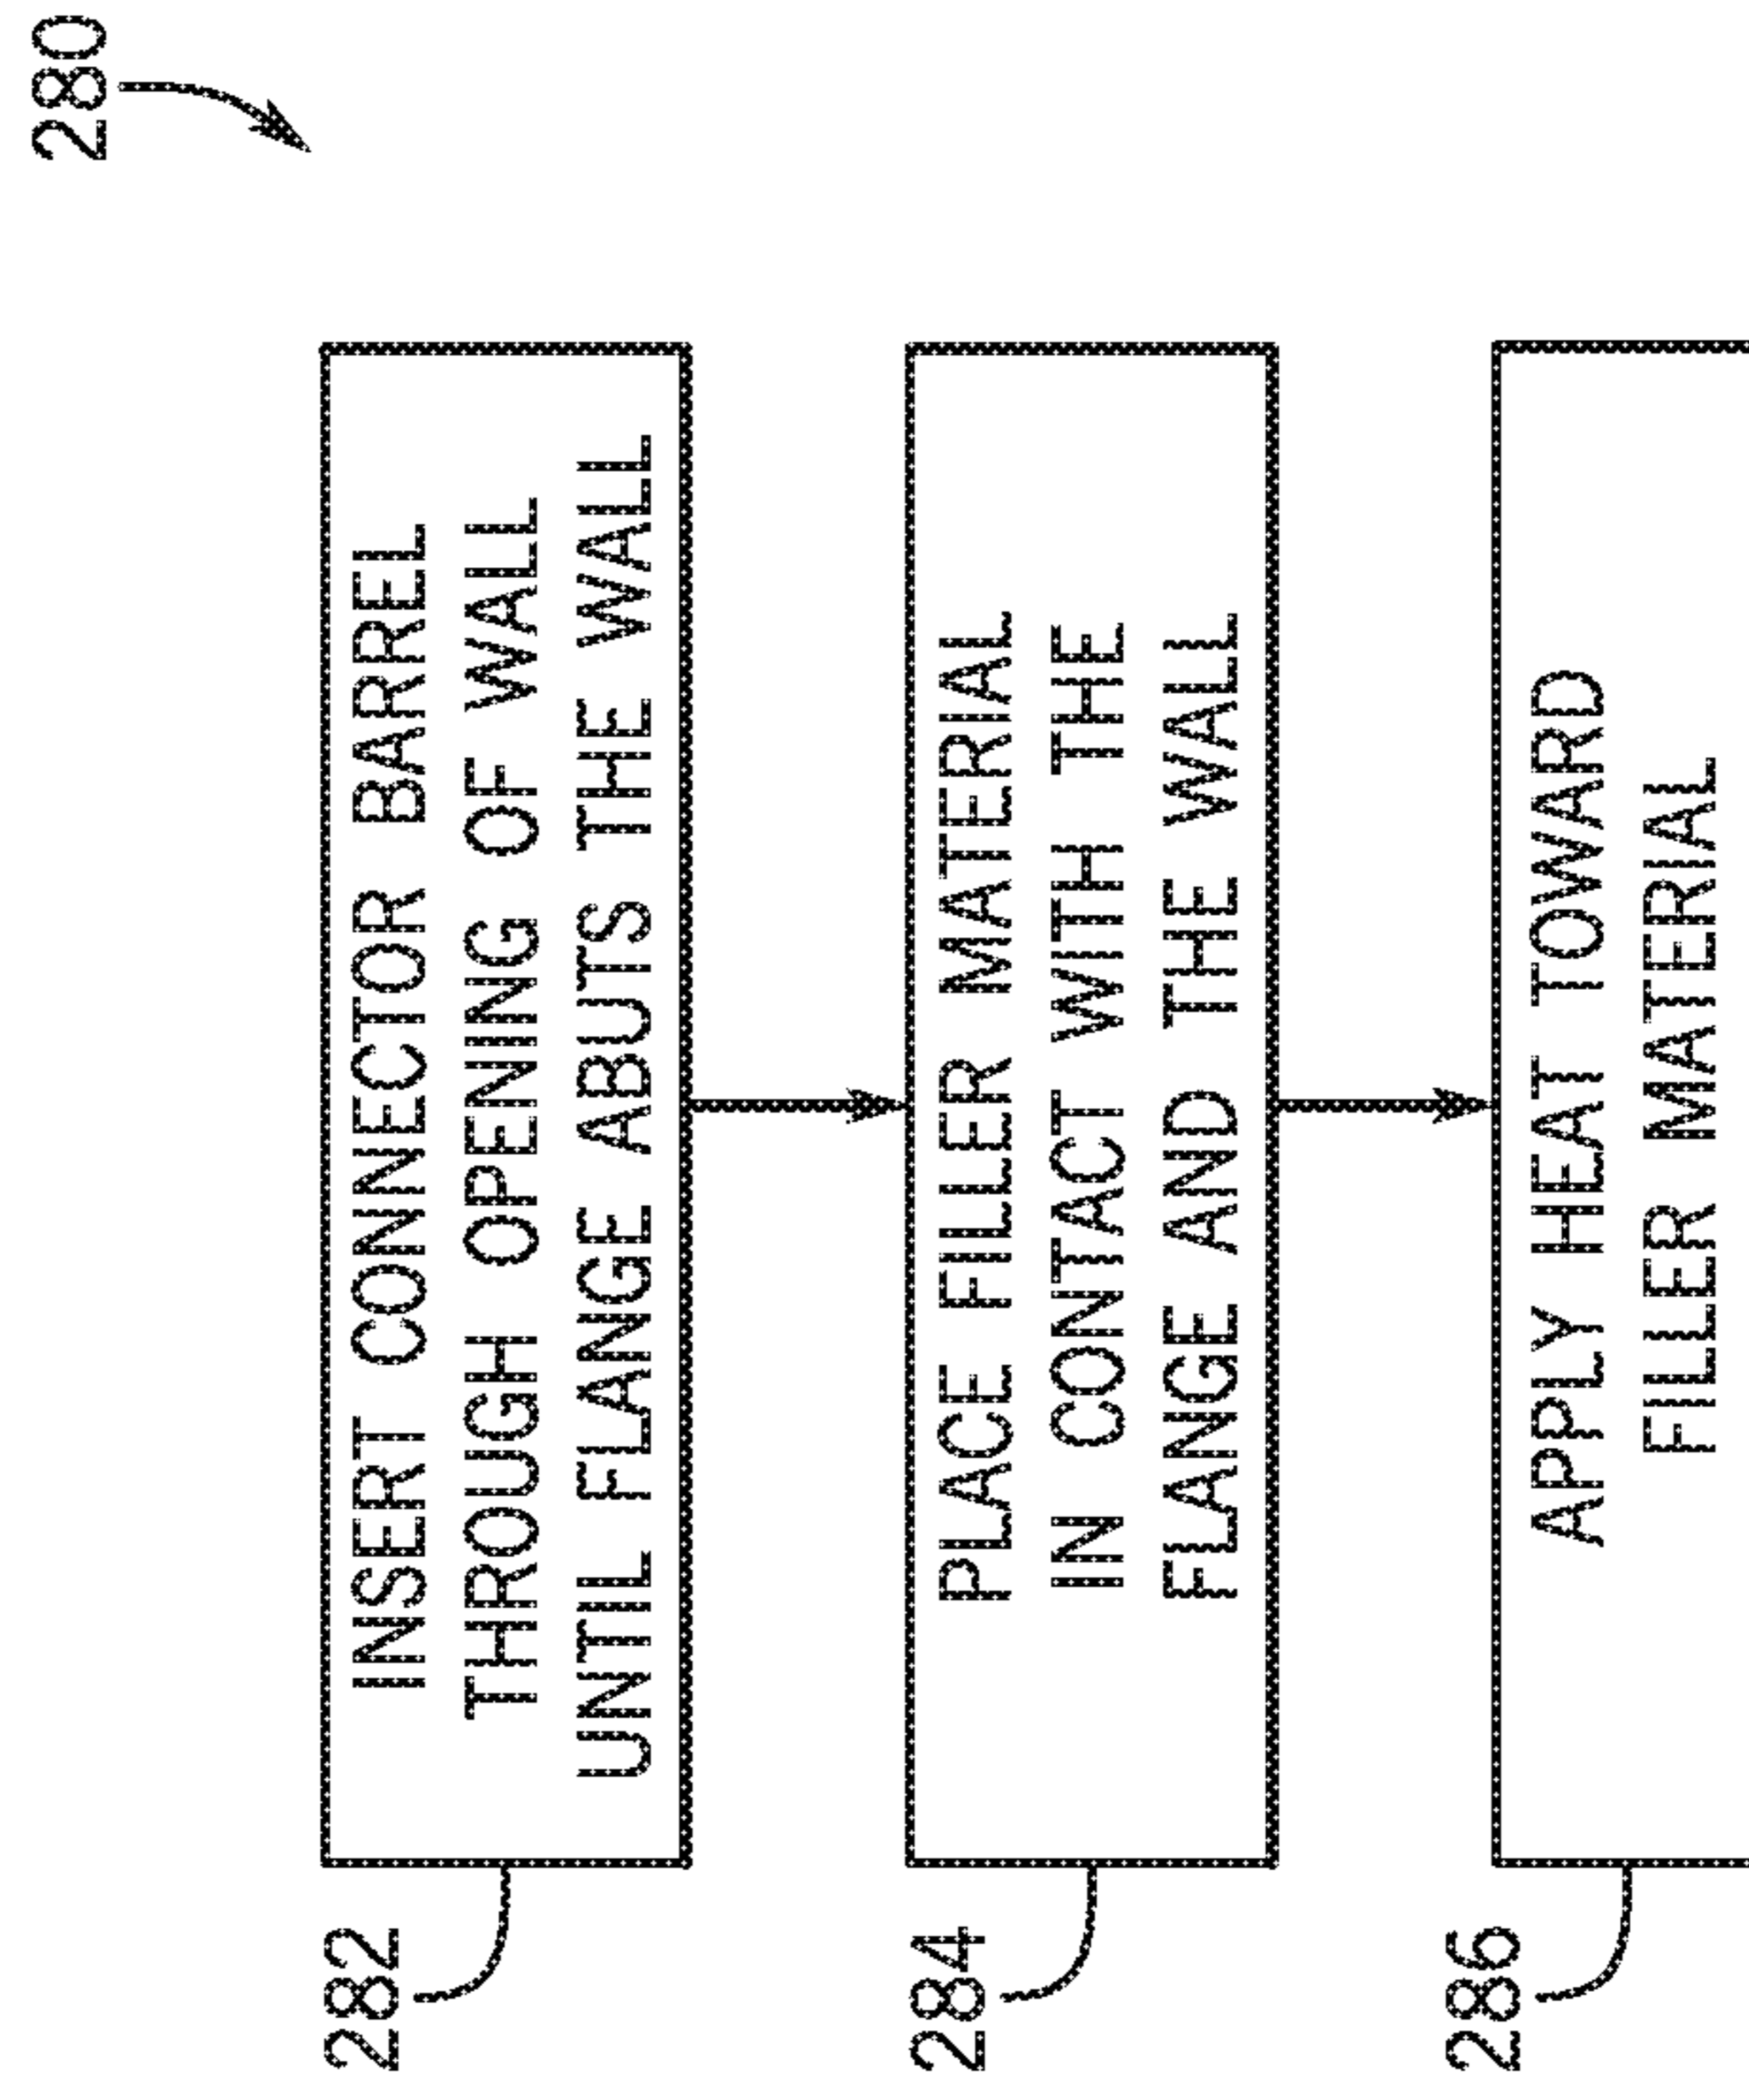 280
282
INSERT CONNECTOR BARREL
THROUGH OPENING OF WALL
UNTIL FLANGE ABUTS THE WALL
284
PLACE FILLER MATERIAL
IN CONTACT WITH THE
FLANGE AND THE WALL
286
APPLY HEAT TOWARD
FILLER MATERIAL